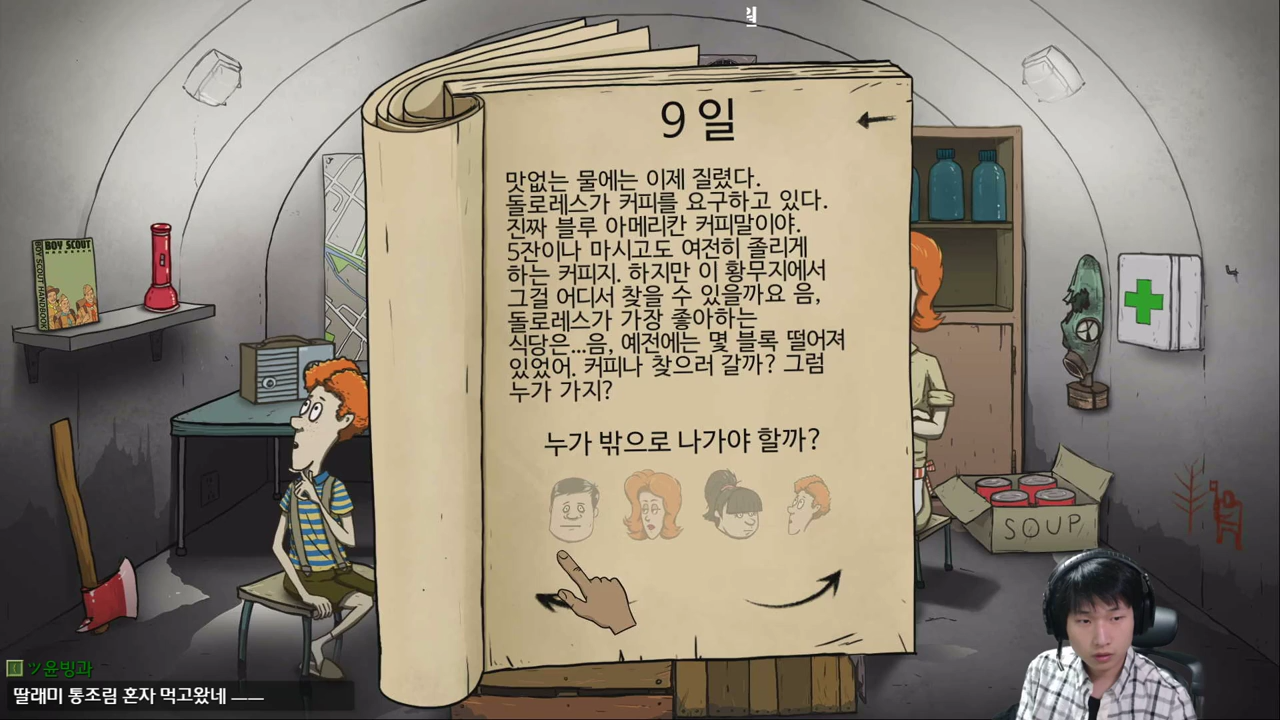 9일
맛없는 물에는 이제 질렸다.
돌로레스가 커피를 요구하고 있다.
진짜 블루 아메리칸 커피말이야.
5잔이나 마시고도 여전히 졸리게
하는 커피지. 하지만 이 황무지에서
그걸 어디서 찾을 수 있을까요 음,
돌로레스가 가장 좋아하는
식당은...음, 예전에는 몇 블록 떨어져
있었어. 커피나 찾으러 갈까? 그럼
누가 가지?
누가 밖으로 나가야 할까?
BOY SCOUT
BOY SCOUT HANDBOOK
SOUP
ツ윤빙과
딸래미 통조림 혼자 먹고왔네 ㅡㅡ